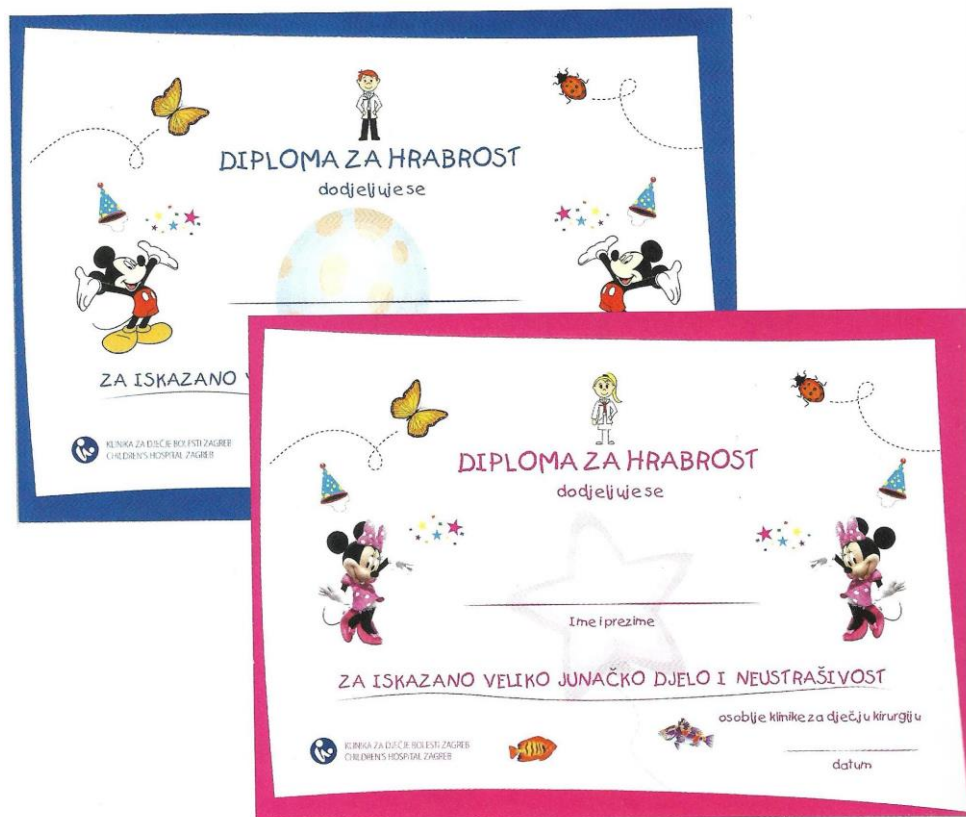 DIPLOMA ZA HRABROST
dodjeljuje se
ZA ISKAZANO
KLINIKA ZA DJEČJE BOLESTI ZAGREB
CHILDREN'S HOSPITAL ZAGREB
DIPLOMA ZA HRABROST
dodjeljuje se
Ime i prezime
ZA ISKAZANO VELIKO JUNAČKO DJELO I NEUSTRAŠIVOST
osoblje klinike za dječju kirurgiju
datum
KLINIKA ZA DJEČJE BOLESTI ZAGREB
CHILDREN'S HOSPITAL ZAGREB